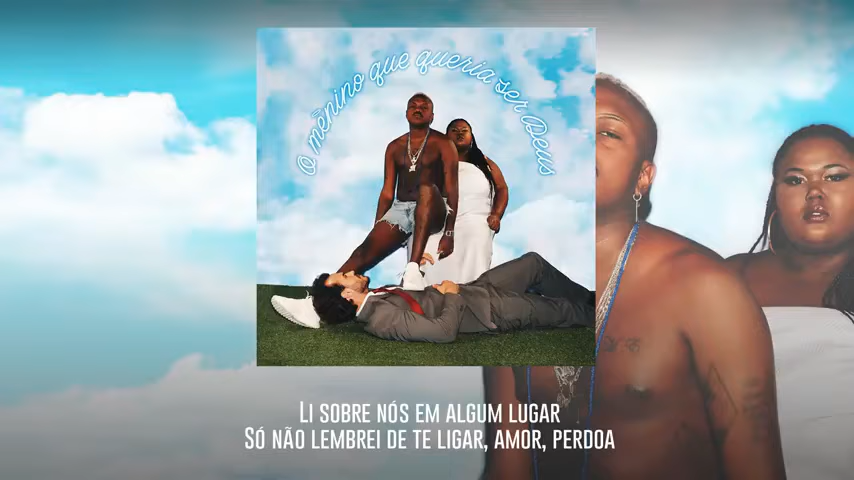 O menino que queria ser Deus
LI SOBRE NÓS EM ALGUM LUGAR
SÓ NÃO LEMBREI DE TE LIGAR, AMOR, PERDOA